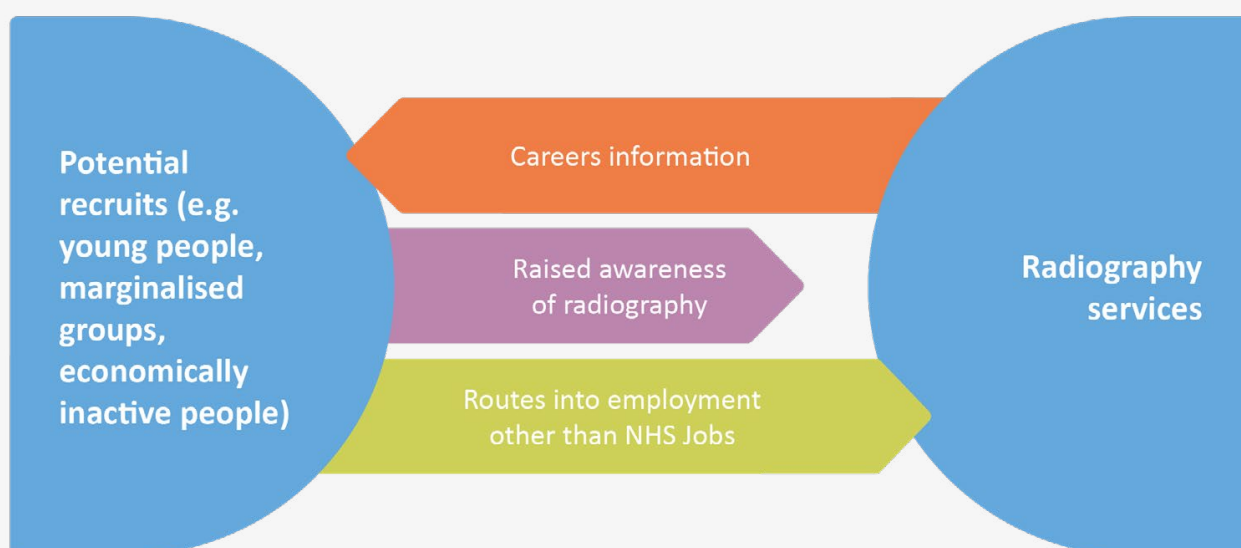 Potential
recruits (e.g.
young people,
marginalised
groups,
economically
inactive people)
Careers information
Raised awareness
of radiography
Routes into employment
other than NHS Jobs
Radiography
services